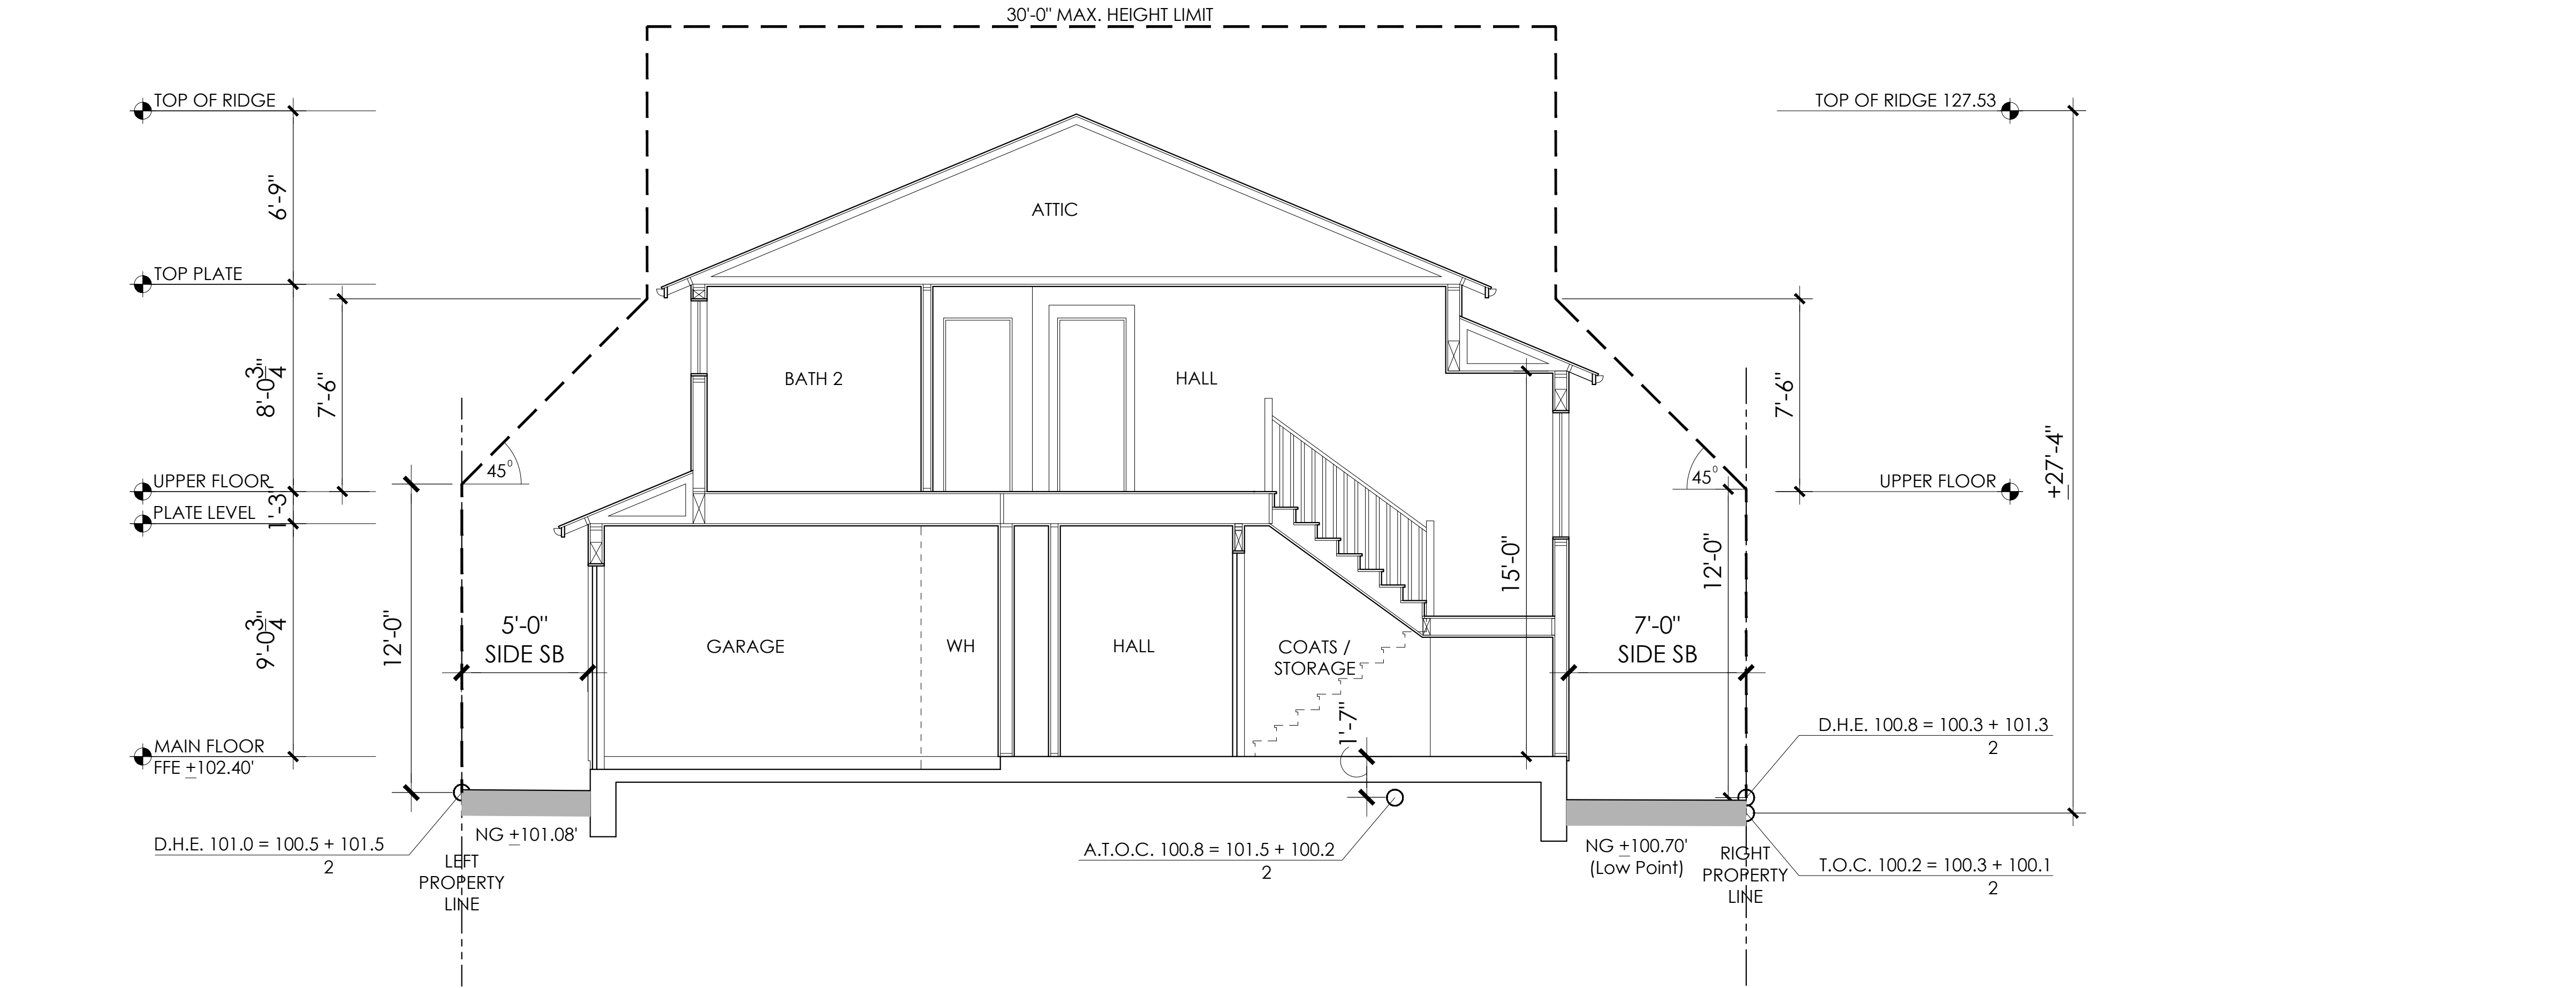 30'-0" MAX. HEIGHT LIMIT
TOP OF RIDGE
TOP OF RIDGE 127.53
6'-9"
ATTIC
TOP PLATE
8'-0 3/4"
7'-6"
BATH 2
HALL
7'-6"
+27'-4"
45⁰
45⁰
UPPER FLOOR
UPPER FLOOR
1'-3"
PLATE LEVEL
9'-0 3/4"
12'-0"
5'-0"
SIDE SB
GARAGE
WH
HALL
COATS /
STORAGE
15'-0"
7'-0"
SIDE SB
12'-0"
1'-7"
MAIN FLOOR
FFE ±102.40'
D.H.E. 100.8 = 100.3 + 101.3
2
NG ±101.08'
D.H.E. 101.0 = 100.5 + 101.5
2
LEFT
PROPERTY
LINE
A.T.O.C. 100.8 = 101.5 + 100.2
2
NG ±100.70'
(Low Point)
RIGHT
PROPERTY
LINE
T.O.C. 100.2 = 100.3 + 100.1
2